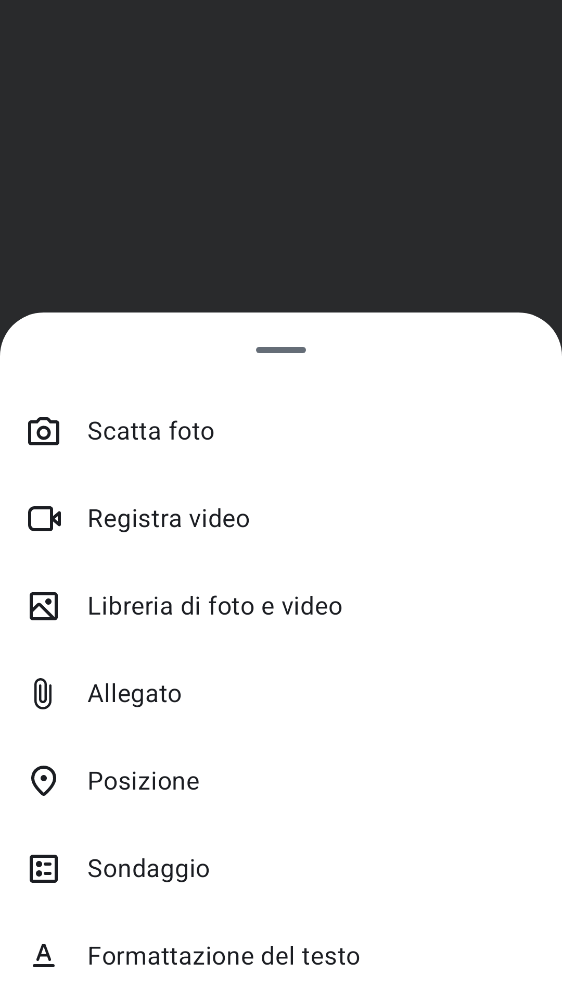 Scatta foto
Registra video
Libreria di foto e video
Allegato
Posizione
Sondaggio
Formattazione del testo